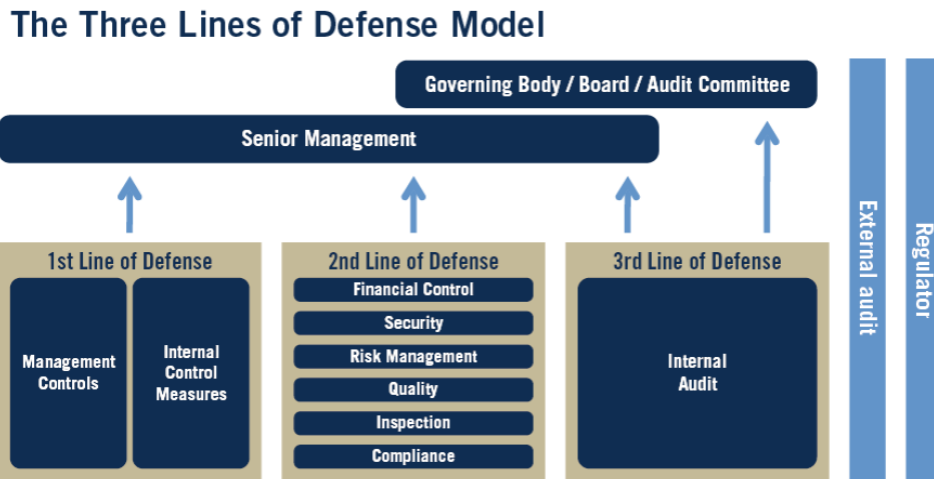 The Three Lines of Defense Model
Governing Body / Board / Audit Committee
Senior Management
1st Line of Defense
Management
Controls
Internal
Control
Measures
2nd Line of Defense
Financial Control
Security
Risk Management
Quality
Inspection
Compliance
3rd Line of Defense
Internal
Audit
External audit
Regulator